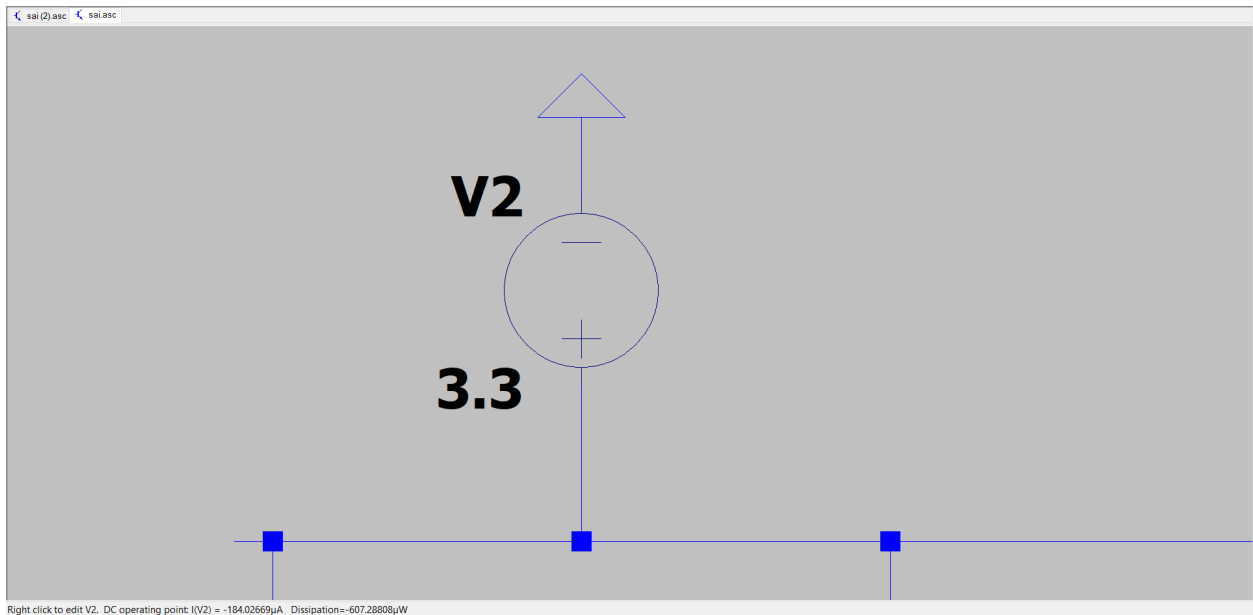 sai (2).asc sai.asc
V2
3.3
Right click to edit V2. DC operating point: I(V2) = -184.02669µA Dissipation=-607.28808µW